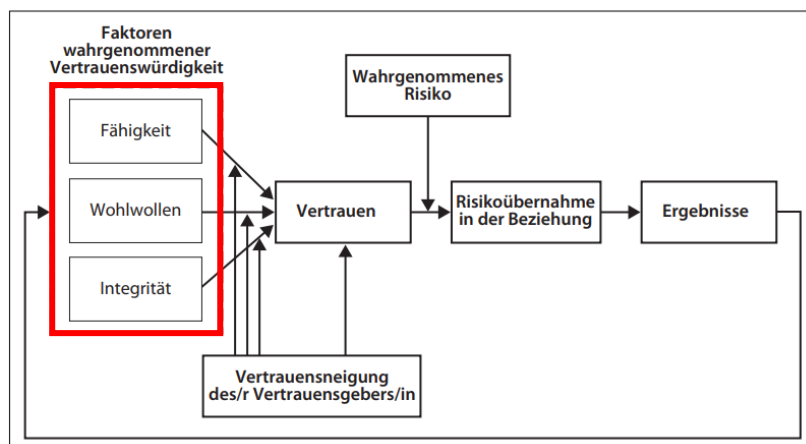 Faktoren
wahrgenommener
Vertrauenswürdigkeit
Wahrgenommenes
Risiko
Fähigkeit
Wohlwollen
Integrität
Vertrauen
Risikoübernahme
in der Beziehung
Ergebnisse
Vertrauensneigung
des/r Vertrauensgebers/in